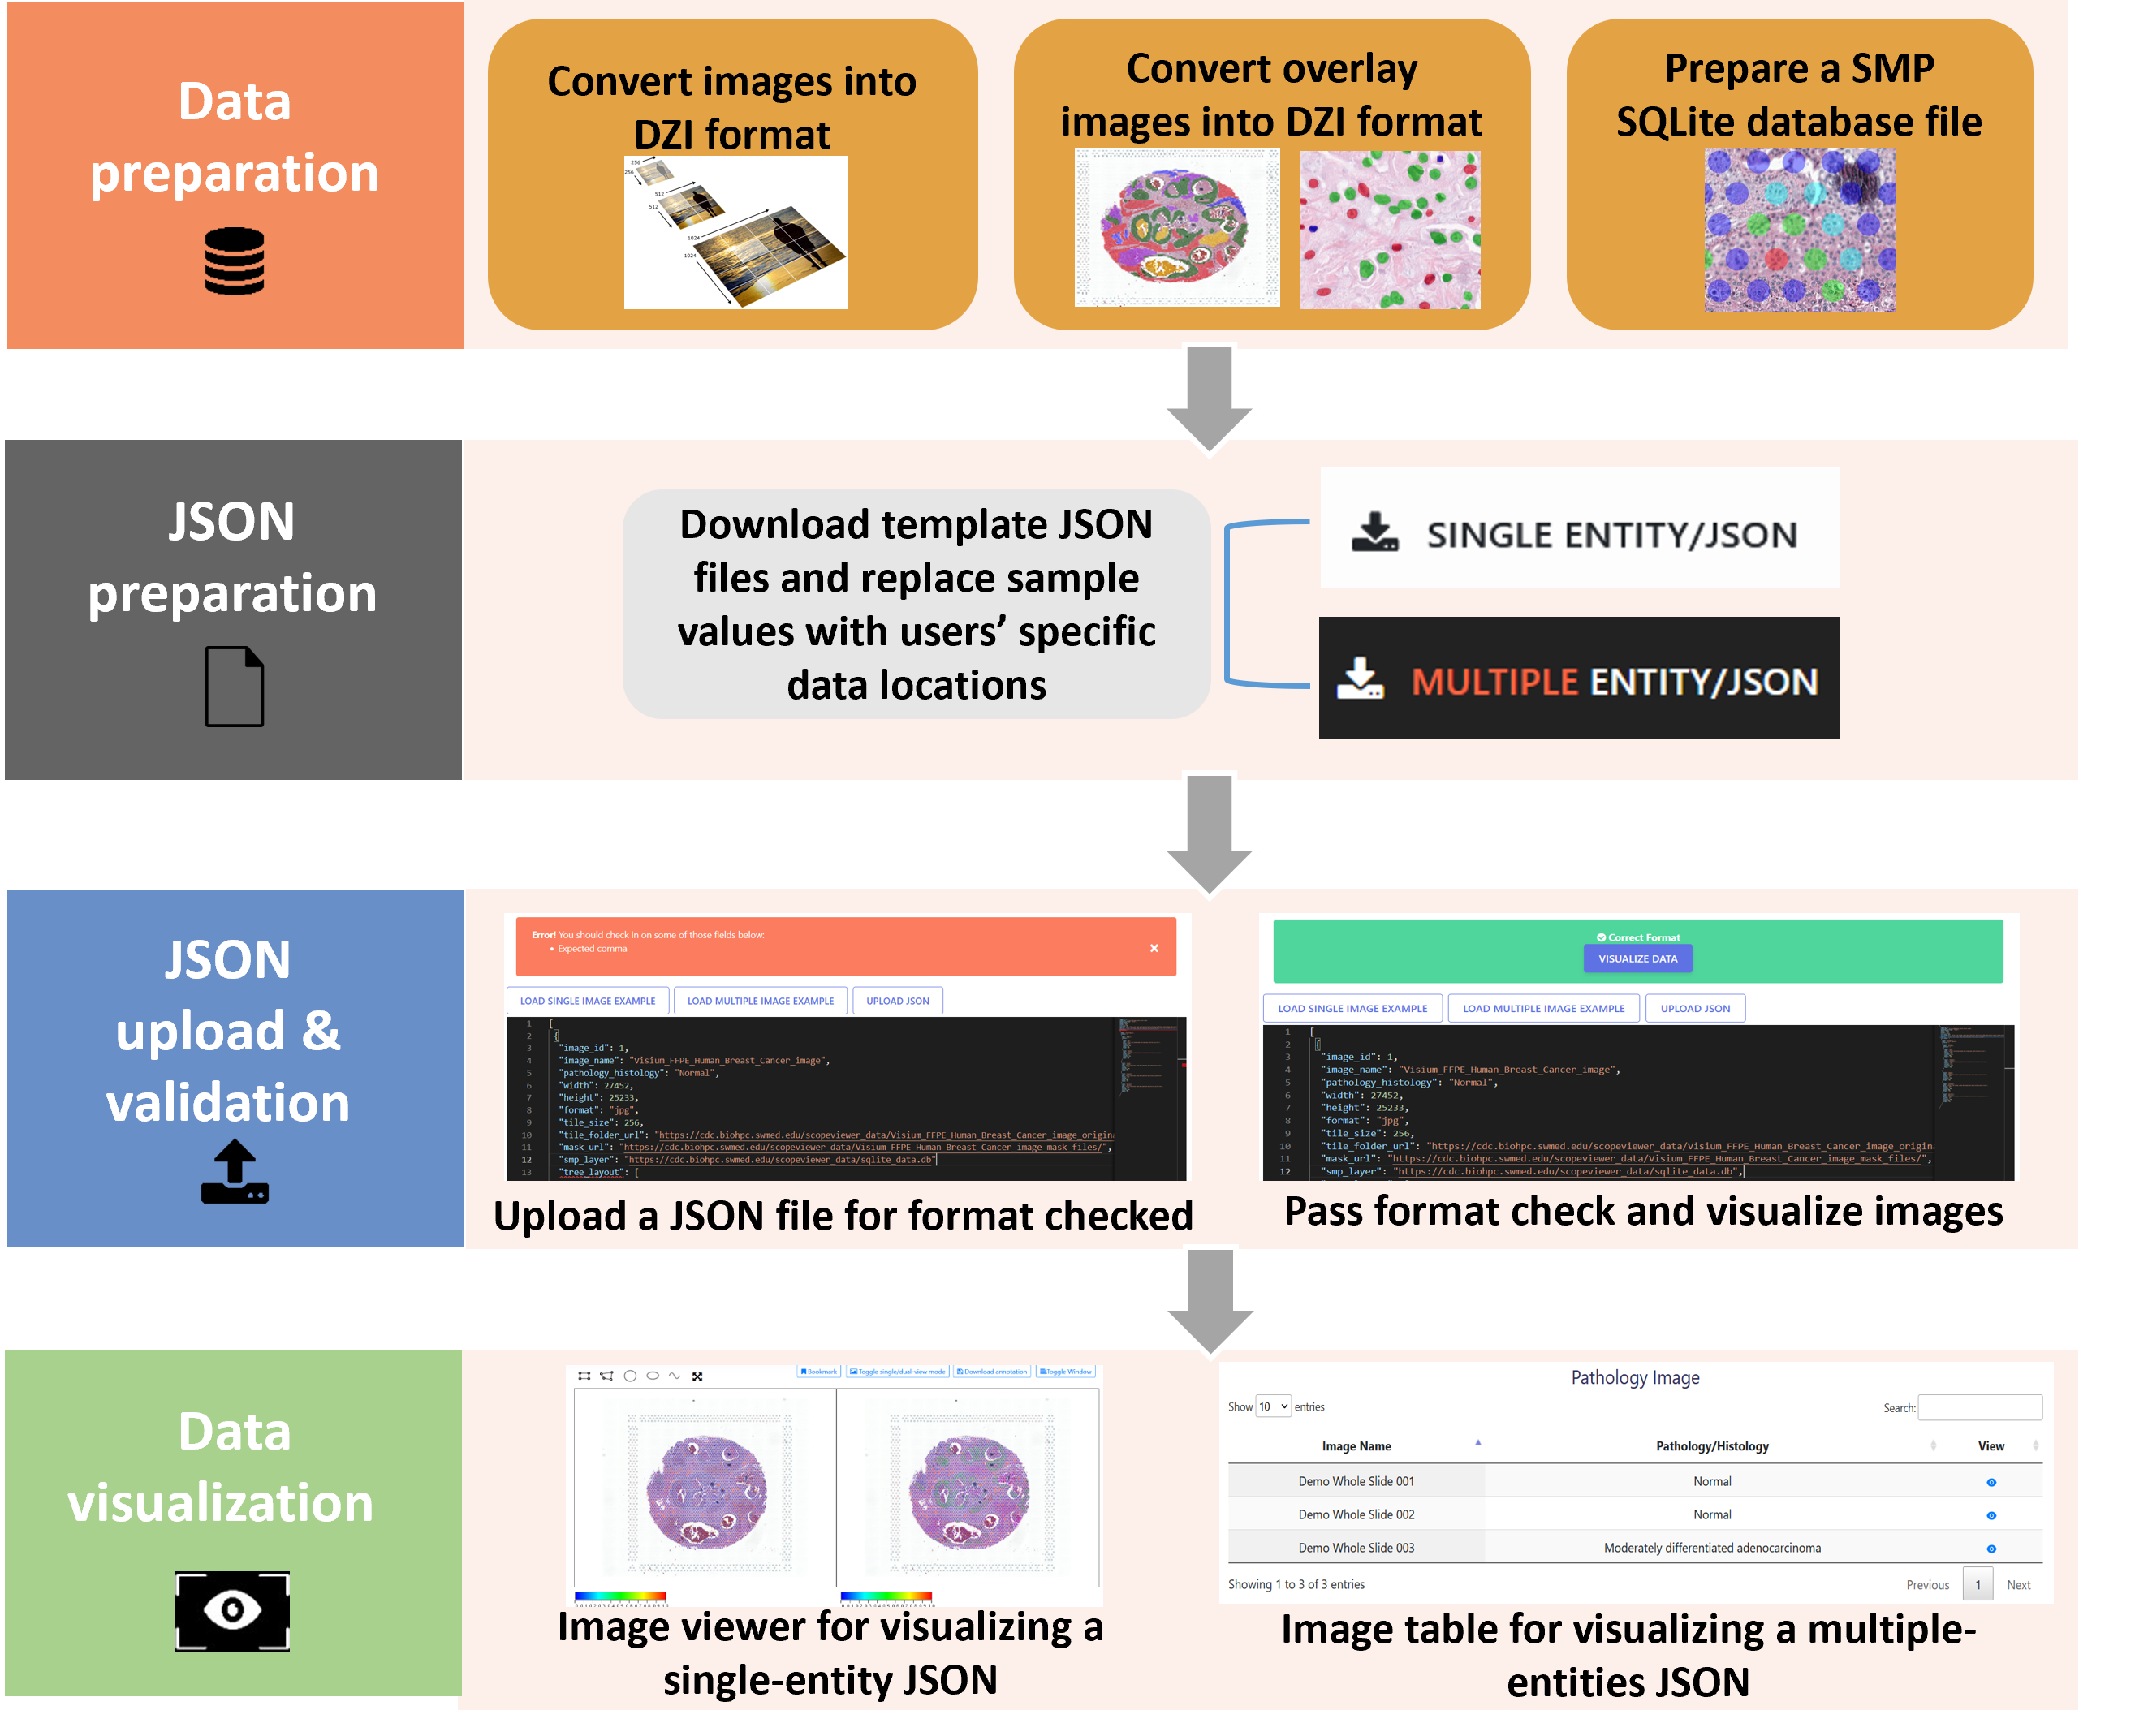 Data
preparation
Convert images into
DZI format
256
256
512
512
1024
1024
Convert overlay
images into DZI format
Prepare a SMP
SQLite database file
JSON
preparation
Download template JSON
files and replace sample
values with users’ specific
data locations
SINGLE ENTITY/JSON
MULTIPLE ENTITY/JSON
JSON
upload &
validation
Error! You should check in on some of those fields below:
• Expected comma
×
LOAD SINGLE IMAGE EXAMPLE LOAD MULTIPLE IMAGE EXAMPLE UPLOAD JSON
1 [
2 {
3 "image_id": 1,
4 "image_name": "Visium_FFPE_Human_Breast_Cancer_image",
5 "pathology_histology": "Normal",
6 "width": 27452,
7 "height": 25233,
8 "format": "jpg",
9 "tile_size": 256,
10 "tile_folder_url": "https://cdc.biohpc.swmed.edu/scopeviewer_data/Visium_FFPE_Human_Breast_Cancer_image_origin
11 "mask_url": "https://cdc.biohpc.swmed.edu/scopeviewer_data/Visium_FFPE_Human_Breast_Cancer_image_mask_files/",
12 "smp_layer": "https://cdc.biohpc.swmed.edu/scopeviewer_data/sqlite_data.db"
13 "tree_layout": [
Upload a JSON file for format checked
Correct Format
VISUALIZE DATA
LOAD SINGLE IMAGE EXAMPLE LOAD MULTIPLE IMAGE EXAMPLE UPLOAD JSON
1 [
2 {
3 "image_id": 1,
4 "image_name": "Visium_FFPE_Human_Breast_Cancer_image",
5 "pathology_histology": "Normal",
6 "width": 27452,
7 "height": 25233,
8 "format": "jpg",
9 "tile_size": 256,
10 "tile_folder_url": "https://cdc.biohpc.swmed.edu/scopeviewer_data/Visium_FFPE_Human_Breast_Cancer_image_origina
11 "mask_url": "https://cdc.biohpc.swmed.edu/scopeviewer_data/Visium_FFPE_Human_Breast_Cancer_image_mask_files/",
12 "smp_layer": "https://cdc.biohpc.swmed.edu/scopeviewer_data/sqlite_data.db",
Pass format check and visualize images
Data
visualization
Bookmark Toggle single/dual-view mode Download annotation Toggle Window
Image viewer for visualizing a
single-entity JSON
Pathology Image
Show 10 entries Search:
Image Name Pathology/Histology View
Demo Whole Slide 001 Normal
Demo Whole Slide 002 Normal
Demo Whole Slide 003 Moderately differentiated adenocarcinoma
Showing 1 to 3 of 3 entries Previous 1 Next
Image table for visualizing a multiple-
entities JSON